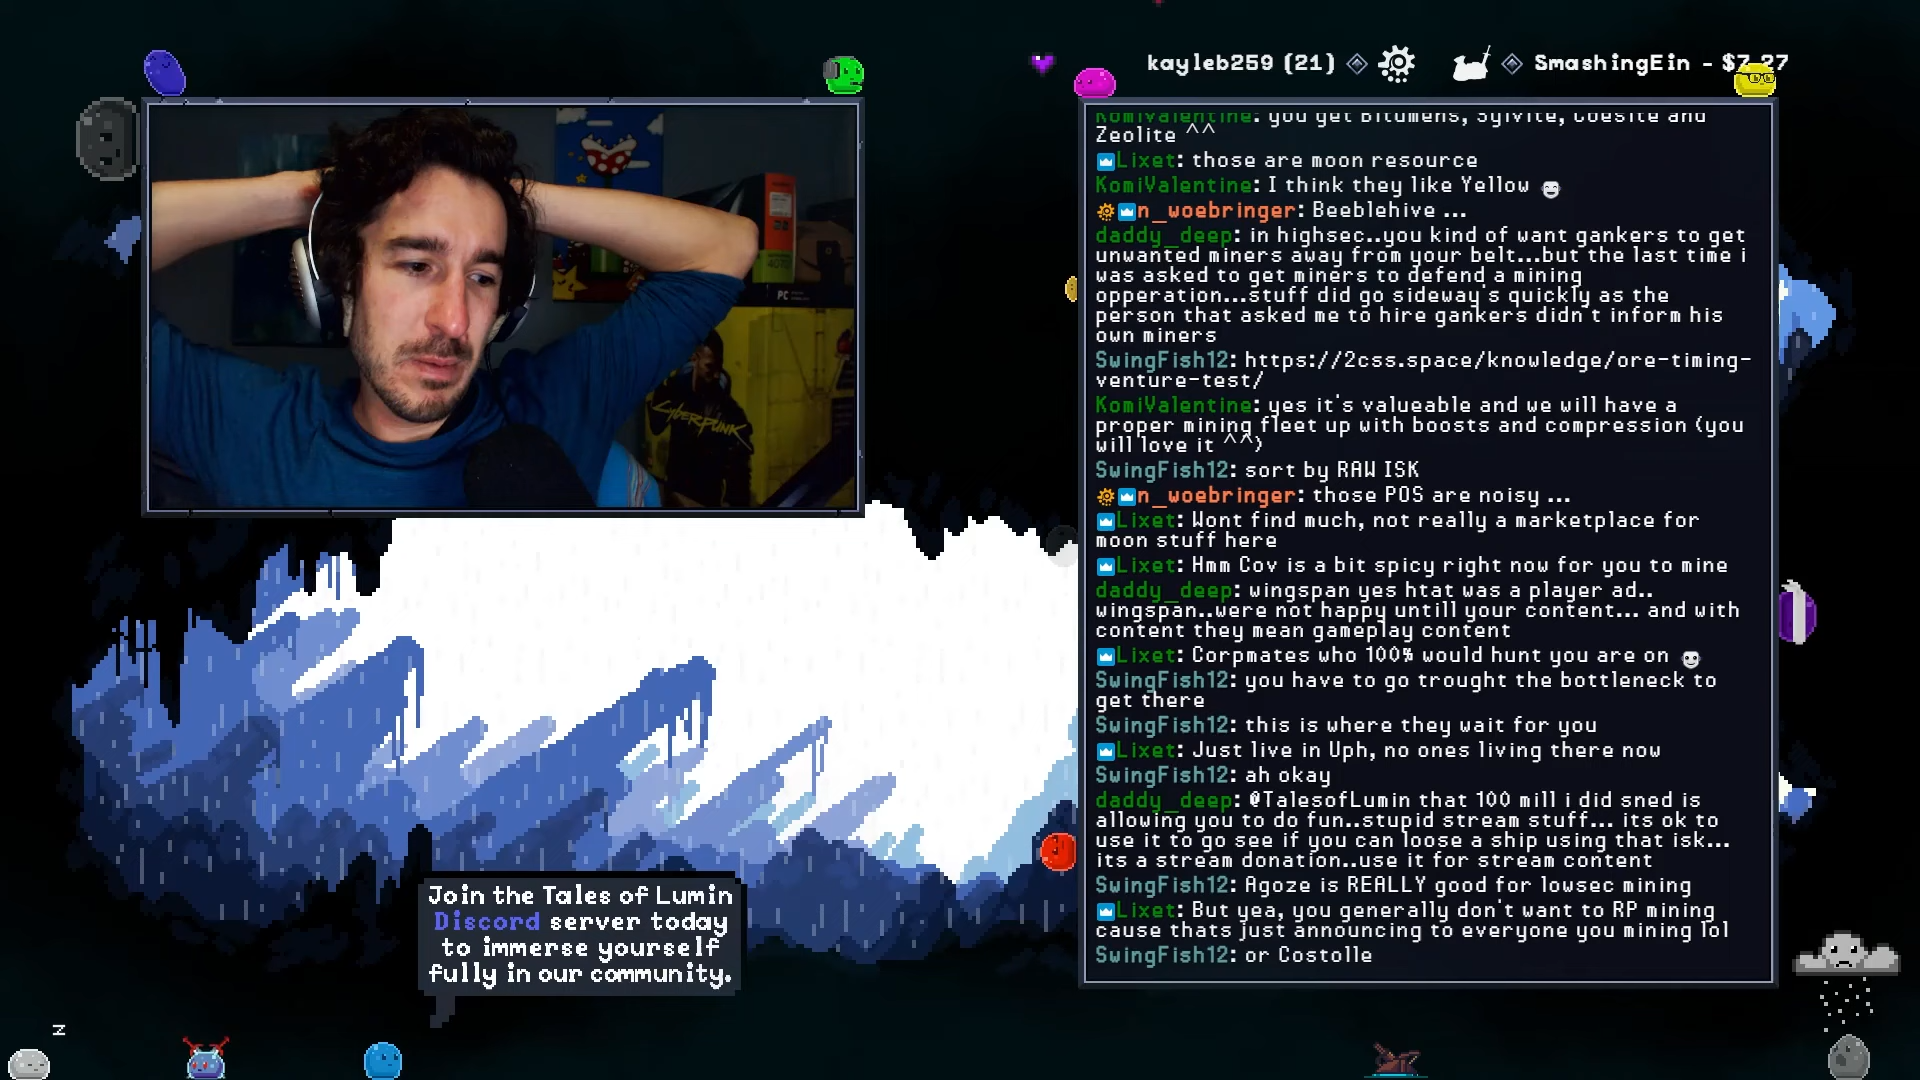 kayleb259 (21)
SmashingEin - $7.27
KomiValentine: you get Bitumens, Sylvite, Coesite and
Zeolite ^^
Lixet: those are moon resource
KomiValentine: I think they like Yellow
n_woebringer: Beeblehive ...
daddy_deep: in highsec..you kind of want gankers to get
unwanted miners away from your belt...but the last time i
was asked to get miners to defend a mining
opperation...stuff did go sideway's quickly as the
person that asked me to hire gankers didn't inform his
own miners
SwingFish12: https://2css.space/knowledge/ore-timing-
venture-test/
KomiValentine: yes it's valueable and we will have a
proper mining fleet up with boosts and compression (you
will love it ^^)
SwingFish12: sort by RAW ISK
n_woebringer: those POS are noisy ...
Lixet: Wont find much, not really a marketplace for
moon stuff here
Lixet: Hmm Cov is a bit spicy right now for you to mine
daddy_deep: wingspan yes htat was a player ad..
wingspan..were not happy untill your content... and with
content they mean gameplay content
Lixet: Corpmates who 100% would hunt you are on
SwingFish12: you have to go trought the bottleneck to
get there
SwingFish12: this is where they wait for you
Lixet: Just live in Uph, no ones living there now
SwingFish12: ah okay
daddy_deep: @TalesofLumin that 100 mill i did sned is
allowing you to do fun..stupid stream stuff... its ok to
use it to go see if you can loose a ship using that isk...
its a stream donation..use it for stream content
SwingFish12: Agoze is REALLY good for lowsec mining
Lixet: But yea, you generally don't want to RP mining
cause thats just announcing to everyone you mining lol
SwingFish12: or Costolle
4070
PC
CYBERPUNK
Join the Tales of Lumin
Discord server today
to immerse yourself
fully in our community.